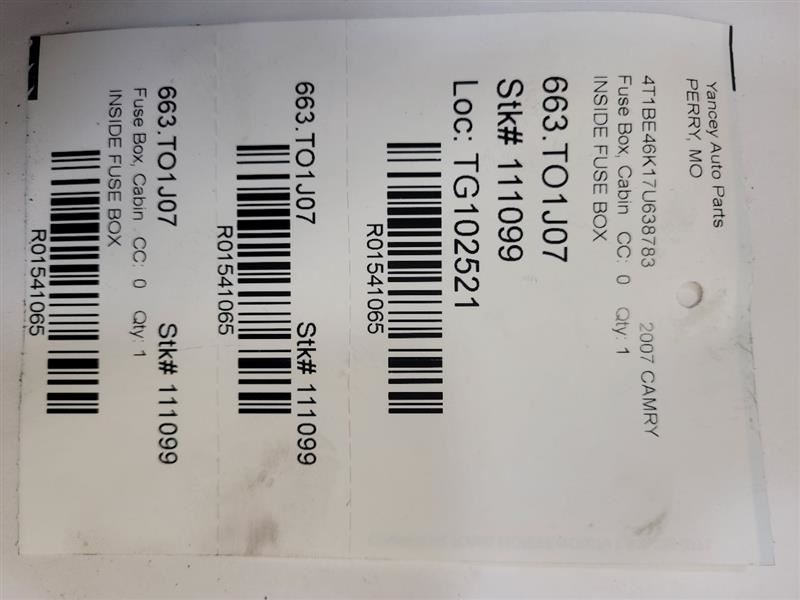 Yancey Auto Parts
PERRY, MO
4T1BE46K17U638783 2007 CAMRY
Fuse Box, Cabin CC: 0 Qty: 1
INSIDE FUSE BOX
663.TO1J07
Stk# 111099
Loc: TG102521
R01541065
663.TO1J07 Stk# 111099
R01541065
663.TO1J07 Stk# 111099
Fuse Box, Cabin CC: 0 Qty: 1
INSIDE FUSE BOX
R01541065